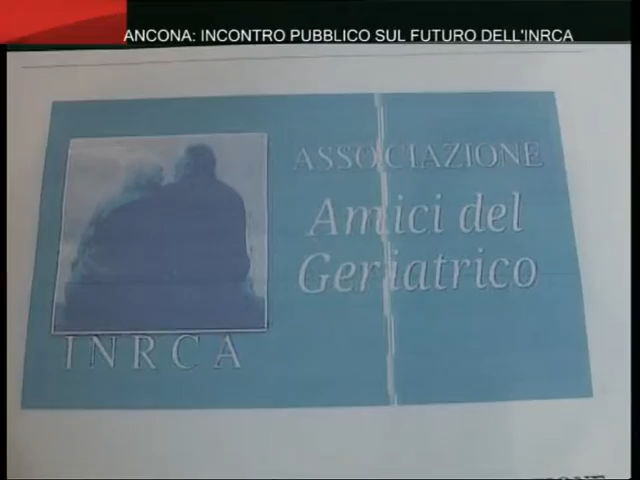 ANCONA: INCONTRO PUBBLICO SUL FUTURO DELL'INRCA
ASSOCIAZIONE
Amici del
Geriatrico
INRCA